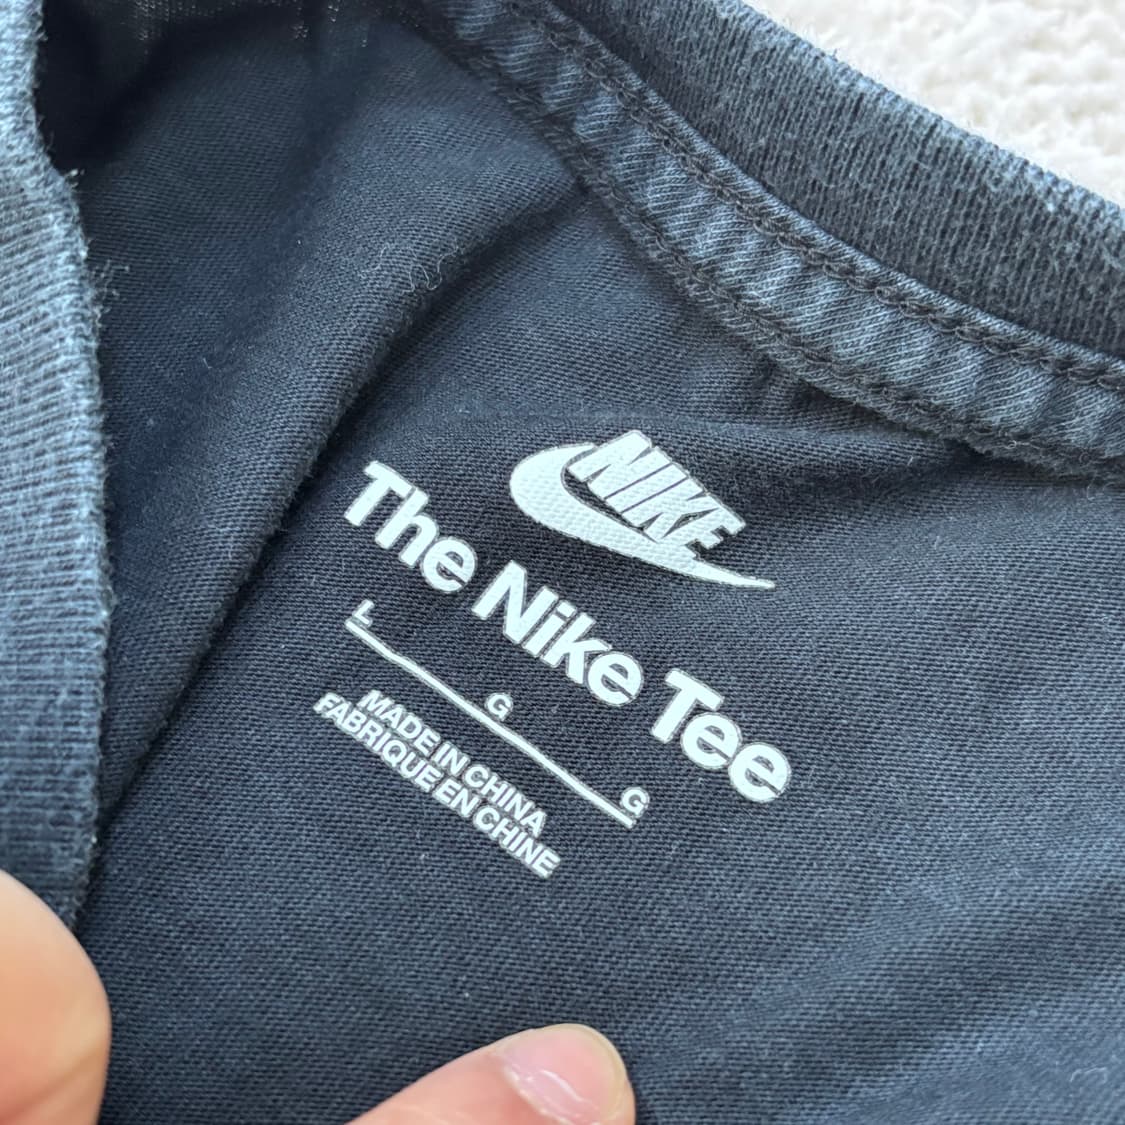 NIKE
The Nike Tee
L G G
MADE IN CHINA
FABRIQUE EN CHINE